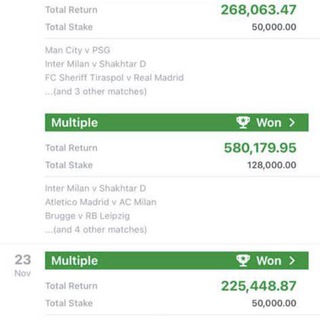 Total Return 268,063.47
Total Stake 50,000.00
Man City v PSG
Inter Milan v Shakhtar D
FC Sheriff Tiraspol v Real Madrid
...(and 3 other matches)
Multiple Won >
Total Return 580,179.95
Total Stake 128,000.00
Inter Milan v Shakhtar D
Atletico Madrid v AC Milan
Brugge v RB Leipzig
...(and 4 other matches)
23 Nov
Multiple Won >
Total Return 225,448.87
Total Stake 50,000.00